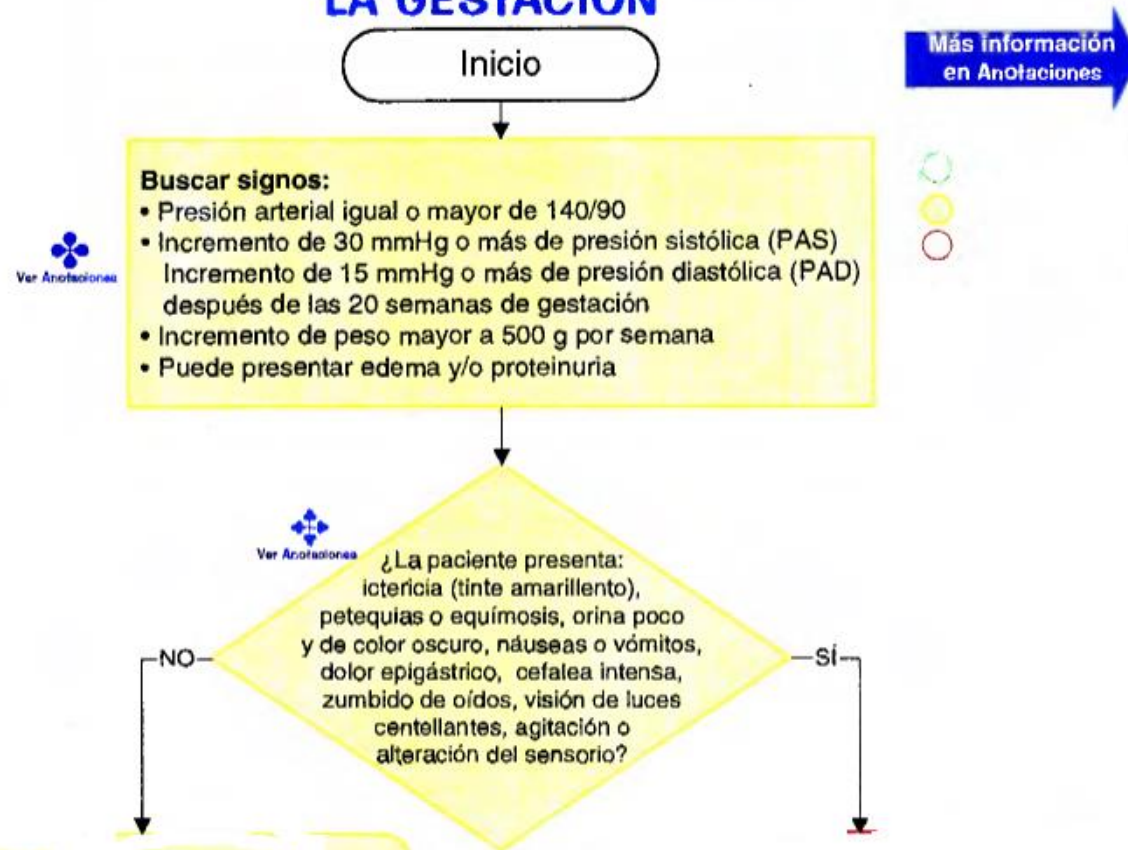 LA GESTACIÓN
Inicio
Más información
en Anotaciones
Buscar signos:
• Presión arterial igual o mayor de 140/90
• Incremento de 30 mmHg o más de presión sistólica (PAS)
Incremento de 15 mmHg o más de presión diastólica (PAD)
después de las 20 semanas de gestación
• Incremento de peso mayor a 500 g por semana
• Puede presentar edema y/o proteinuria
Ver Anotaciones
Ver Anotaciones
¿La paciente presenta:
ictericia (tinte amarillento),
petequias o equímosis, orina poco
y de color oscuro, náuseas o vómitos,
dolor epigástrico, cefalea intensa,
zumbido de oídos, visión de luces
centellantes, agitación o
alteración del sensorio?
NO
SÍ